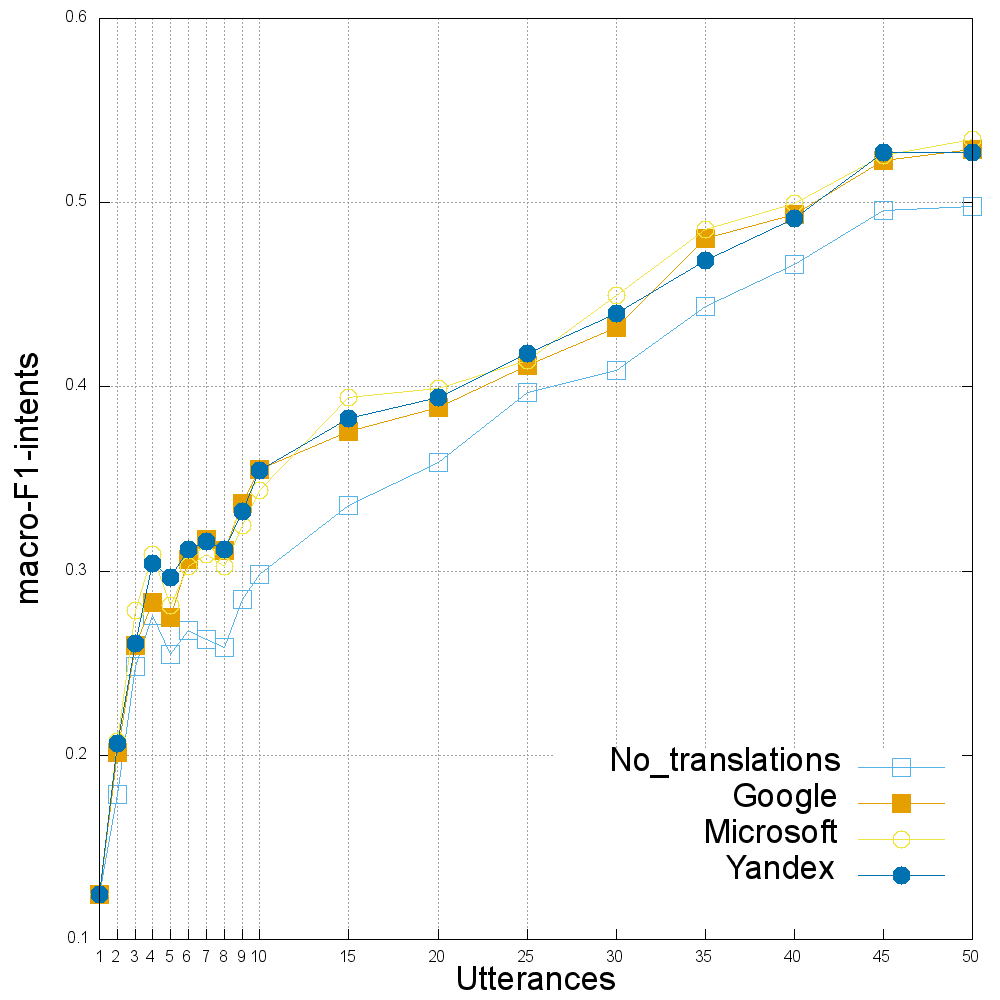 0.6
0.5
0.4
0.3
0.2
0.1
macro-F1-intents
No_translations
Google
Microsoft
Yandex
1 2 3 4 5 6 7 8 9 10 15 20 25 30 35 40 45 50
Utterances